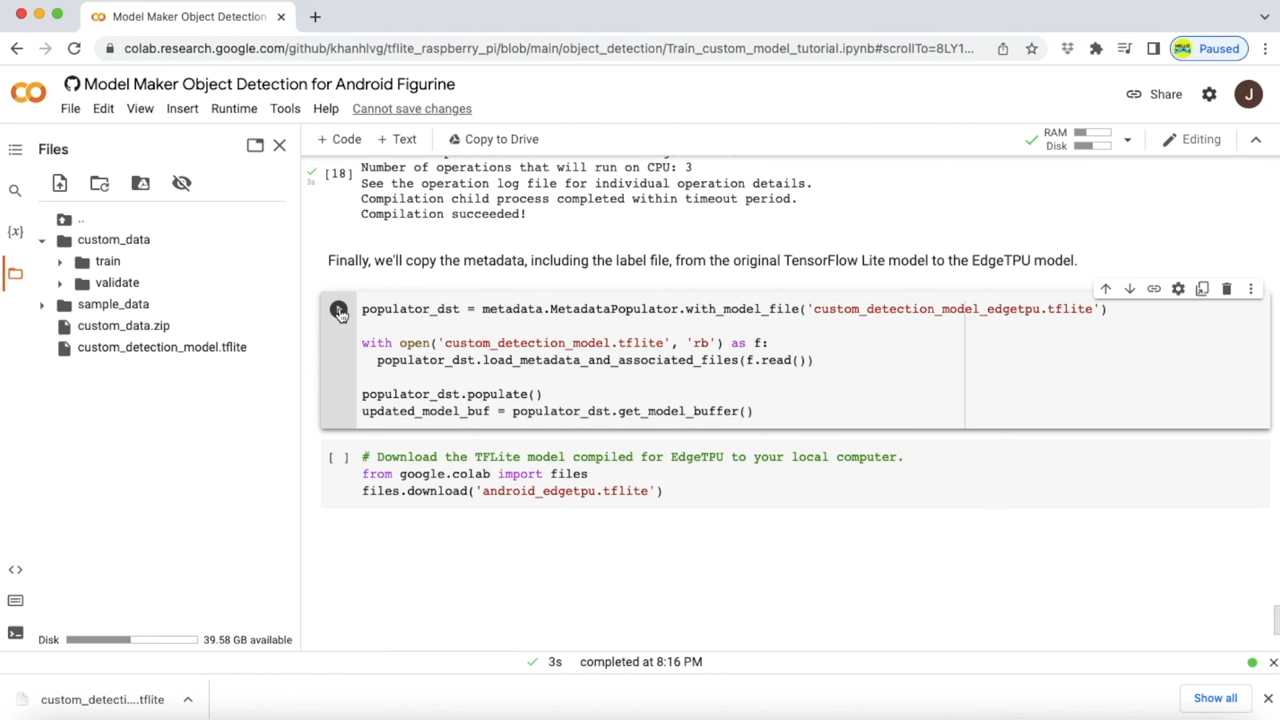 Model Maker Object Detection
colab.research.google.com/github/khanhlvg/tflite_raspberry_pi/blob/main/object_detection/Train_custom_model_tutorial.ipynb#scrollTo=8LY1...
Paused
Model Maker Object Detection for Android Figurine
File Edit View Insert Runtime Tools Help Cannot save changes
Share
J
Files
+ Code + Text Copy to Drive
RAM
Disk
Editing
..
custom_data
train
validate
sample_data
custom_data.zip
custom_detection_model.tflite
Disk 39.58 GB available
Number of operations that will run on CPU: 3
[18]
3s
See the operation log file for individual operation details.
Compilation child process completed within timeout period.
Compilation succeeded!
Finally, we'll copy the metadata, including the label file, from the original TensorFlow Lite model to the EdgeTPU model.
populator_dst = metadata.MetadataPopulator.with_model_file('custom_detection_model_edgetpu.tflite')
with open('custom_detection_model.tflite', 'rb') as f:
populator_dst.load_metadata_and_associated_files(f.read())
populator_dst.populate()
updated_model_buf = populator_dst.get_model_buffer()
[ ] # Download the TFLite model compiled for EdgeTPU to your local computer.
from google.colab import files
files.download('android_edgetpu.tflite')
3s completed at 8:16 PM
custom_detecti....tflite
Show all